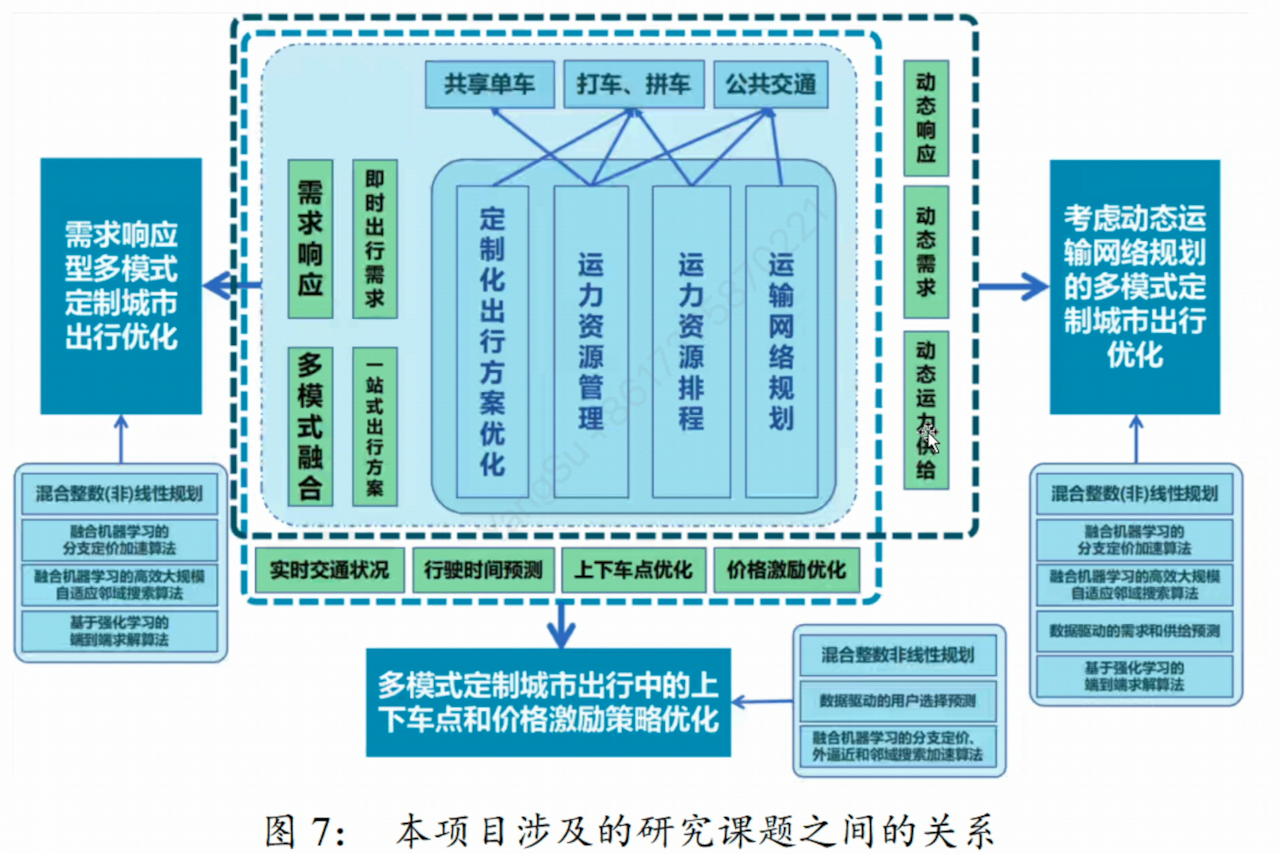 共享单车
打车、拼车
公共交通
需求响应
即时出行需求
多模式融合
一站式出行方案
定制化出行方案优化
运力资源管理
运力资源排程
运输网络规划
动态响应
动态需求
动态运力供给
需求响应
型多模式
定制城市
出行优化
考虑动态运
输网络规划
的多模式定
制城市出行
优化
混合整数(非)线性规划
融合机器学习的
分支定价加速算法
融合机器学习的高效大规模
自适应邻域搜索算法
基于强化学习的
端到端求解算法
实时交通状况
行驶时间预测
上下车点优化
价格激励优化
多模式定制城市出行中的上
下车点和价格激励策略优化
混合整数非线性规划
数据驱动的用户选择预测
融合机器学习的分支定价、
外逼近和邻域搜索加速算法
混合整数(非)线性规划
融合机器学习的
分支定价加速算法
融合机器学习的高效大规模
自适应邻域搜索算法
数据驱动的需求和供给预测
基于强化学习的
端到端求解算法
图 7： 本项目涉及的研究课题之间的关系